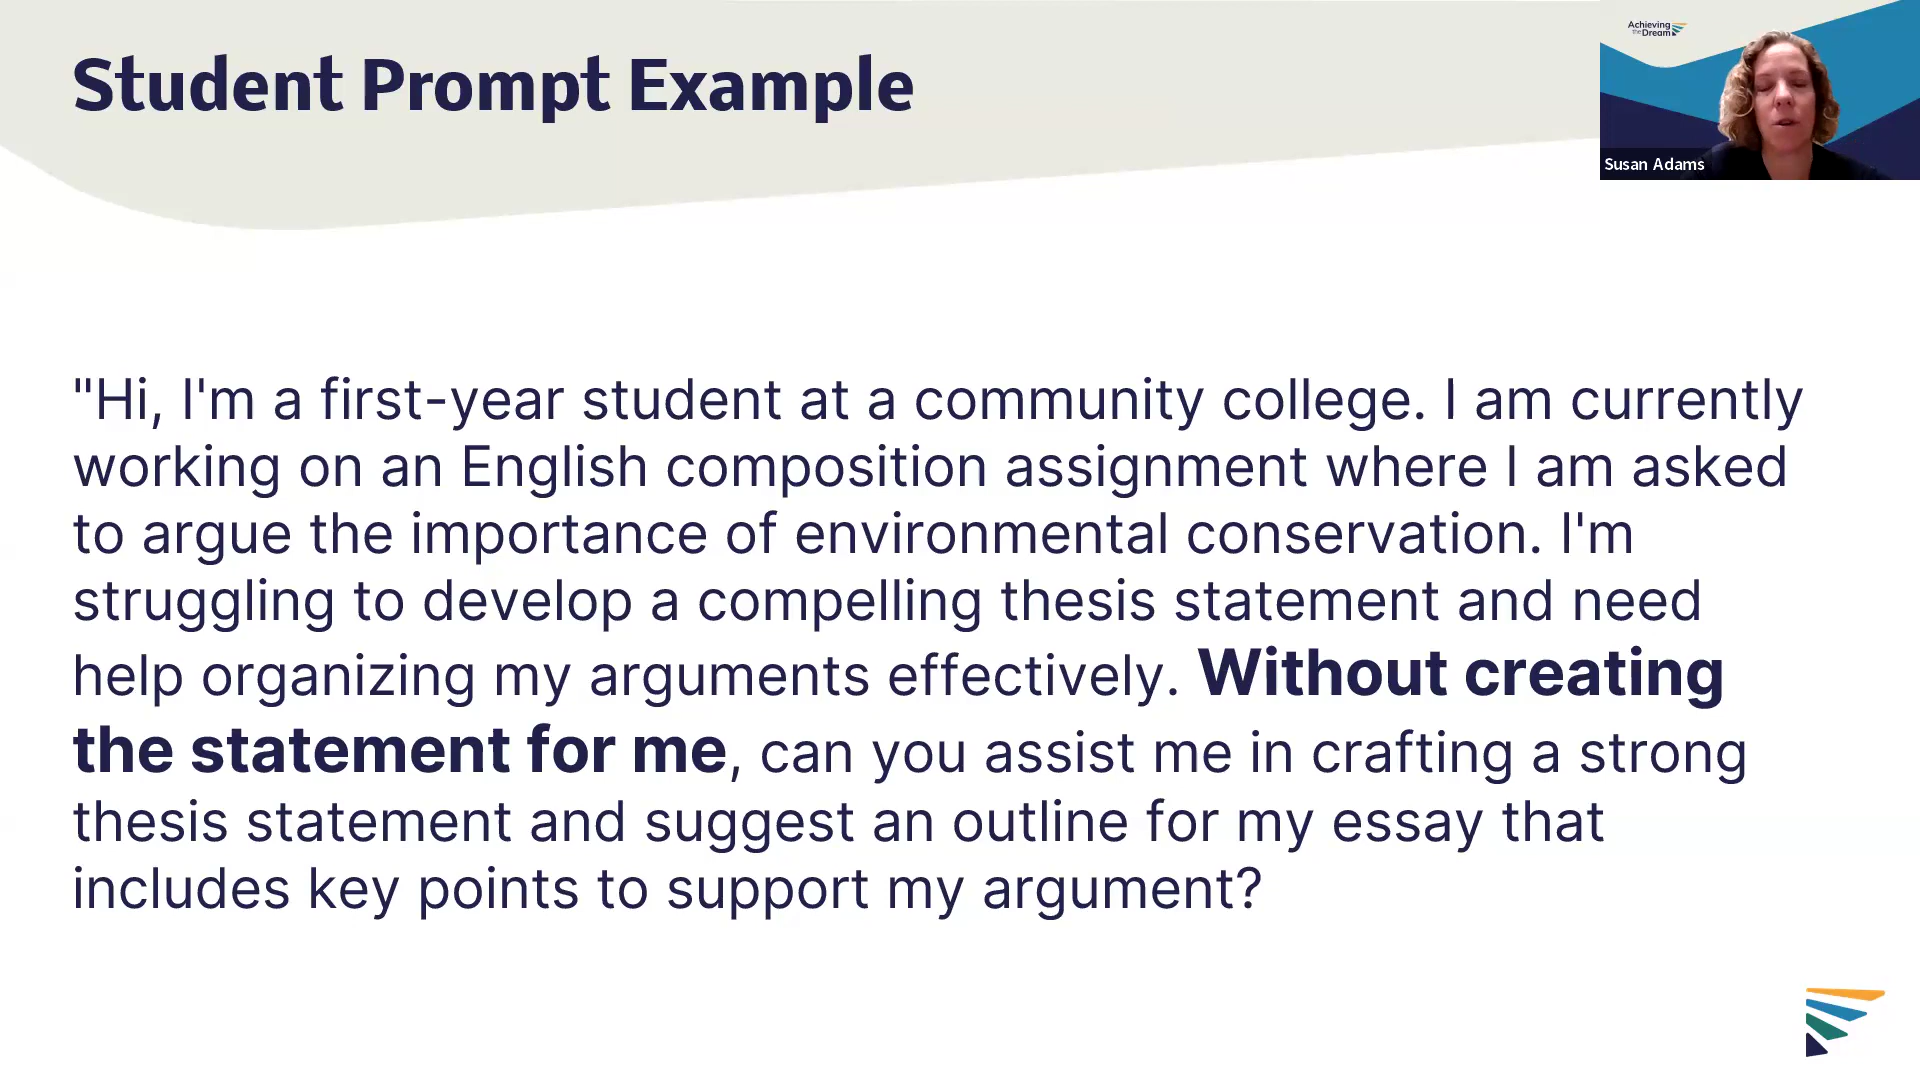 Student Prompt Example
Achieving
the Dream
Susan Adams
"Hi, I'm a first-year student at a community college. I am currently
working on an English composition assignment where I am asked
to argue the importance of environmental conservation. I'm
struggling to develop a compelling thesis statement and need
help organizing my arguments effectively. Without creating
the statement for me, can you assist me in crafting a strong
thesis statement and suggest an outline for my essay that
includes key points to support my argument?